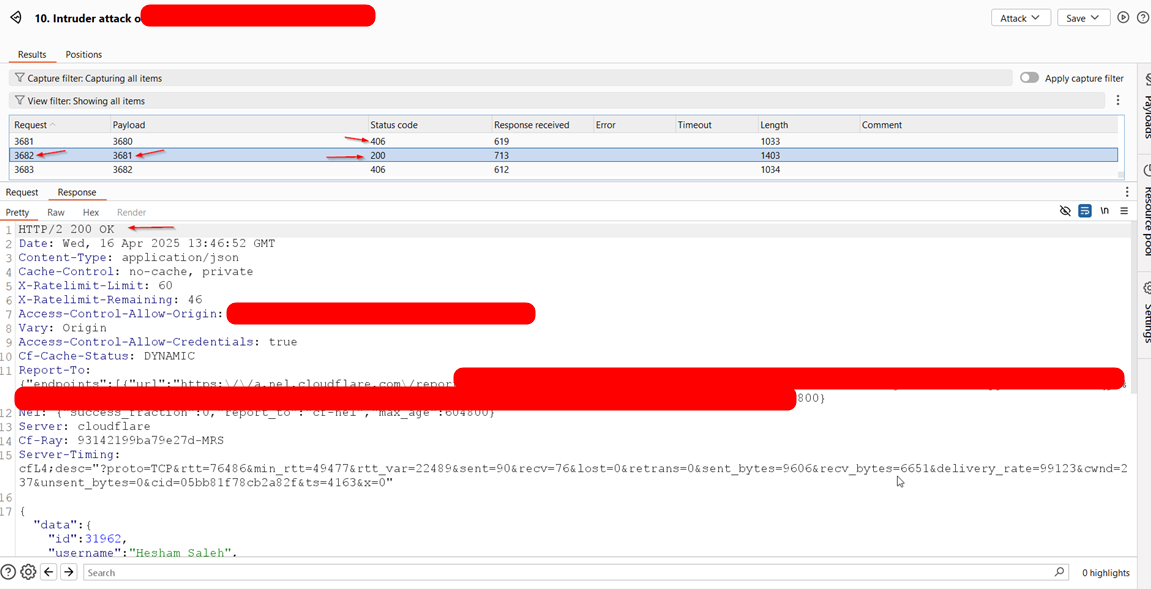 10. Intruder attack o
Attack
Save
Results Positions
Capture filter: Capturing all items
Apply capture filter
View filter: Showing all items
Request Payload Status code Response received Error Timeout Length Comment
3681 3680 406 619 1033
3682 3681 200 713 1403
3683 3682 406 612 1034
Payloads
Resource pool
Settings
Request Response
Pretty Raw Hex Render
\n
1 HTTP/2 200 OK
2 Date: Wed, 16 Apr 2025 13:46:52 GMT
3 Content-Type: application/json
4 Cache-Control: no-cache, private
5 X-Ratelimit-Limit: 60
6 X-Ratelimit-Remaining: 46
7 Access-Control-Allow-Origin:
8 Vary: Origin
9 Access-Control-Allow-Credentials: true
10 Cf-Cache-Status: DYNAMIC
11 Report-To:
{"endpoints":[{"url":"https:\/\/a.nel.cloudflare.com\/report
800}
12 Nel: {"success_fraction":0,"report_to":"cf-nel","max_age":604800}
13 Server: cloudflare
14 Cf-Ray: 93142199ba79e27d-MRS
15 Server-Timing:
cfL4;desc="?proto=TCP&rtt=76486&min_rtt=49477&rtt_var=22489&sent=90&recv=76&lost=0&retrans=0&sent_bytes=9606&recv_bytes=6651&delivery_rate=99123&cwnd=2
37&unsent_bytes=0&cid=05bb81f78cb2a82f&ts=4163&x=0"
16
17 {
"data":{
"id":31962,
"username":"Hesham Saleh",
Search
0 highlights